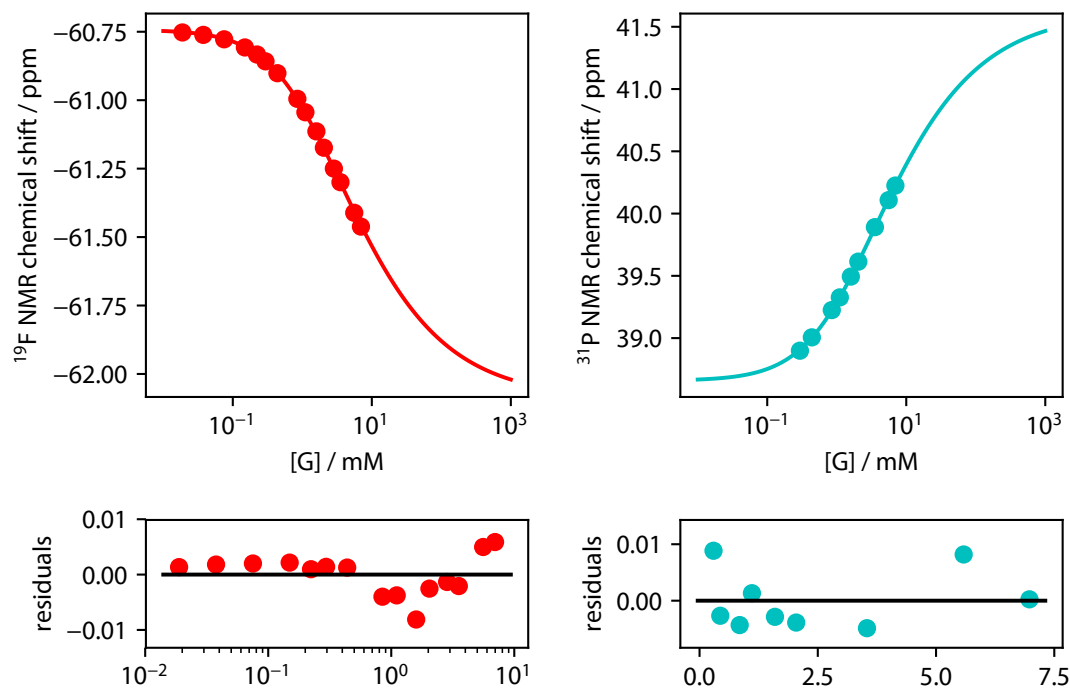 ¹⁹F NMR chemical shift / ppm
−60.75
−61.00
−61.25
−61.50
−61.75
−62.00
10⁻¹ 10¹ 10³
[G] / mM
³¹P NMR chemical shift / ppm
41.5
41.0
40.5
40.0
39.5
39.0
10⁻¹ 10¹ 10³
[G] / mM
residuals
0.01
0.00
−0.01
10⁻² 10⁻¹ 10⁰ 10¹
residuals
0.01
0.00
0.0 2.5 5.0 7.5